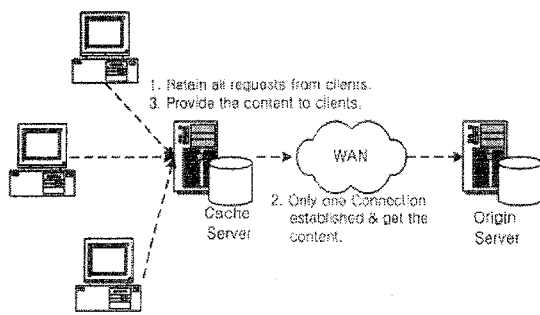 1. Retain all requests from clients.
3. Provide the content to clients.
WAN
Cache
Server
2. Only one Connection
established & get the
content.
Origin
Server